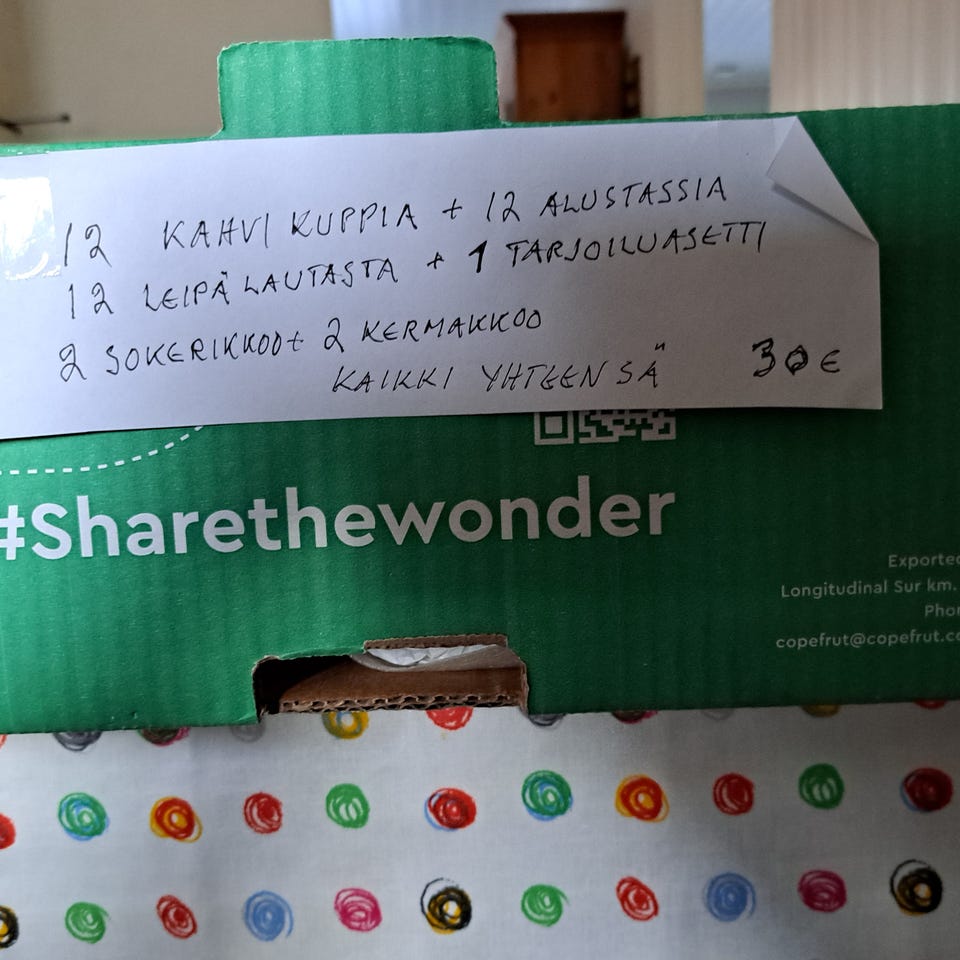 12 KAHVI KUPPIA + 12 ALUSTASSIA
12 LEIPÄ LAUTASTA + 1 TARJOILUASETTI
2 SOKERIKKOO+ 2 KERMAKKOO
KAIKKI YHTEENSÄ 30€
#Sharethewonder
Exported
Longitudinal Sur km.
copefrut@copefrut.co